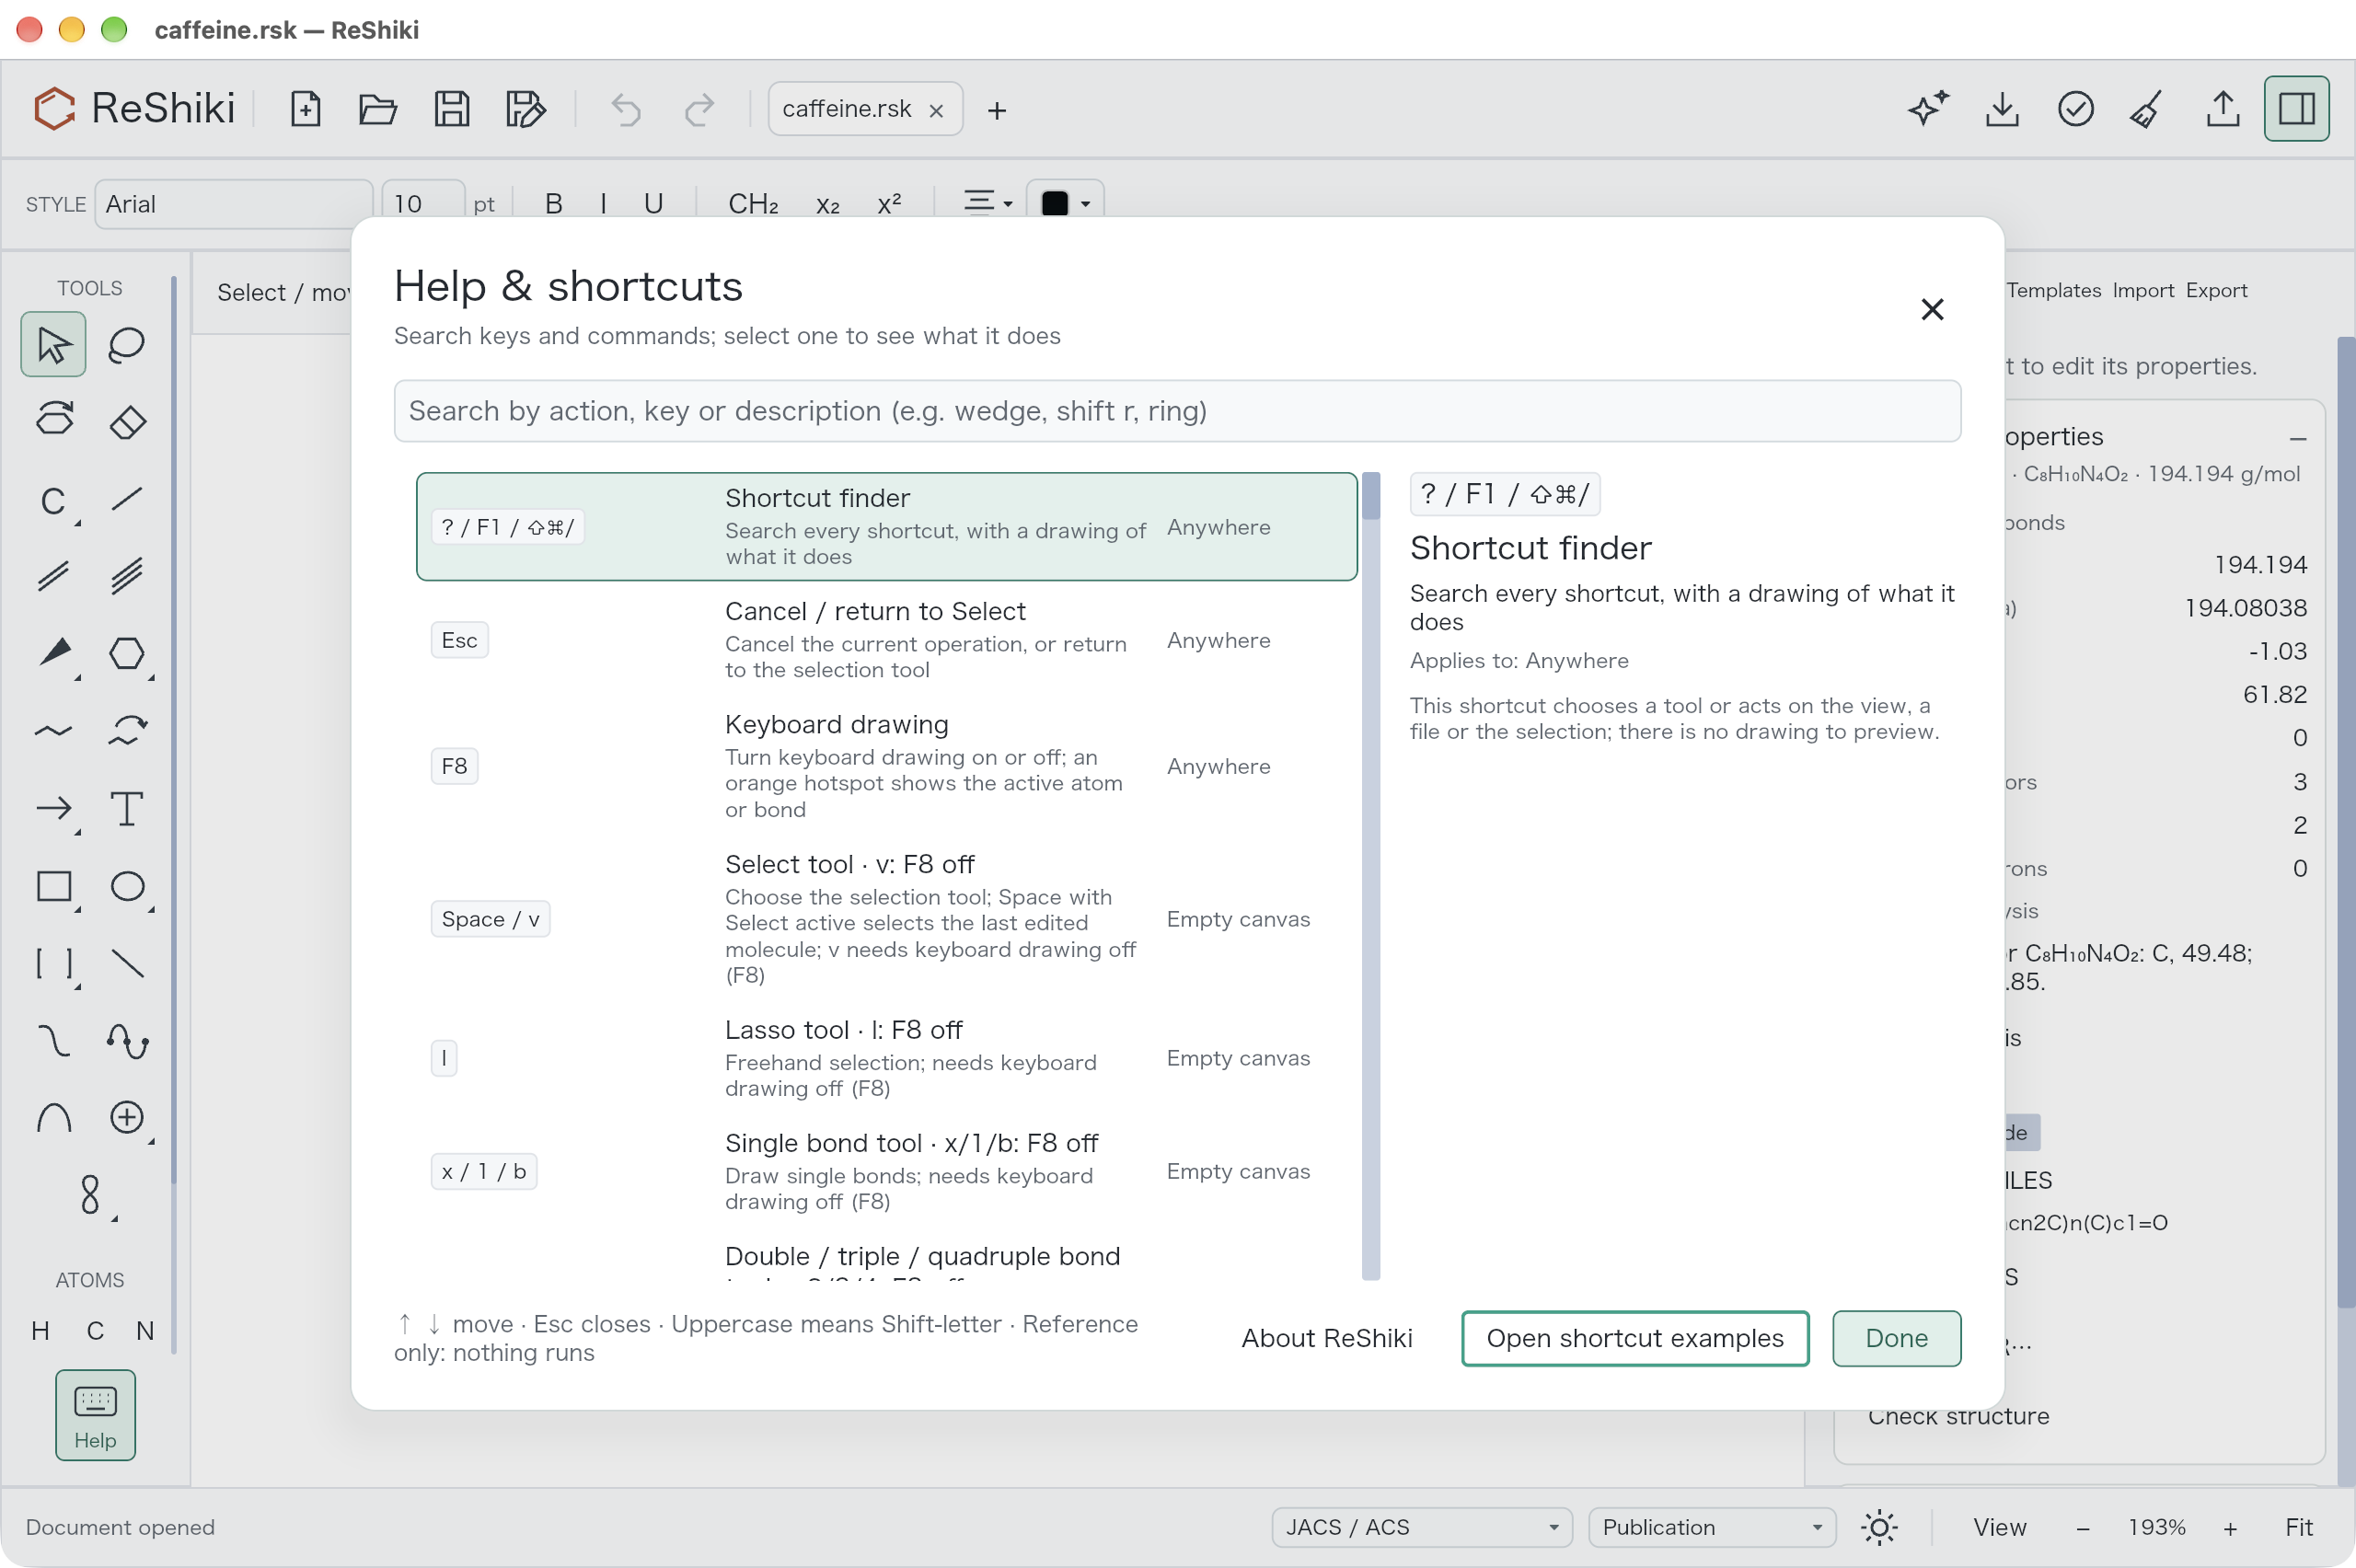 caffeine.rsk — ReShiki
ReShiki
caffeine.rsk × +
STYLE Arial 10 pt B I U CH₂ x₂ x²
TOOLS
Select / mov
Templates Import Export
Help & shortcuts
Search keys and commands; select one to see what it does
Search by action, key or description (e.g. wedge, shift r, ring)
? / F1 / ⇧⌘/
Shortcut finder
Search every shortcut, with a drawing of
what it does
Anywhere
Esc
Cancel / return to Select
Cancel the current operation, or return
to the selection tool
Anywhere
F8
Keyboard drawing
Turn keyboard drawing on or off; an
orange hotspot shows the active atom
or bond
Anywhere
Space / v
Select tool · v: F8 off
Choose the selection tool; Space with
Select active selects the last edited
molecule; v needs keyboard drawing off
(F8)
Empty canvas
l
Lasso tool · l: F8 off
Freehand selection; needs keyboard
drawing off (F8)
Empty canvas
x / 1 / b
Single bond tool · x/1/b: F8 off
Draw single bonds; needs keyboard
drawing off (F8)
Empty canvas
Double / triple / quadruple bond
? / F1 / ⇧⌘/
Shortcut finder
Search every shortcut, with a drawing of what it
does
Applies to: Anywhere
This shortcut chooses a tool or acts on the view, a
file or the selection; there is no drawing to preview.
↑ ↓ move · Esc closes · Uppercase means Shift-letter · Reference
only: nothing runs
About ReShiki
Open shortcut examples
Done
t to edit its properties.
operties –
· C₈H₁₀N₄O₂ · 194.194 g/mol
onds
194.194
a) 194.08038
-1.03
61.82
0
ors 3
2
rons 0
ysis
r C₈H₁₀N₄O₂: C, 49.48;
.85.
is
de
ILES
cn2C)n(C)c1=O
S
Check structure
C
T
[ ]
ATOMS
H C N
Help
Document opened
JACS / ACS
Publication
View – 193% + Fit